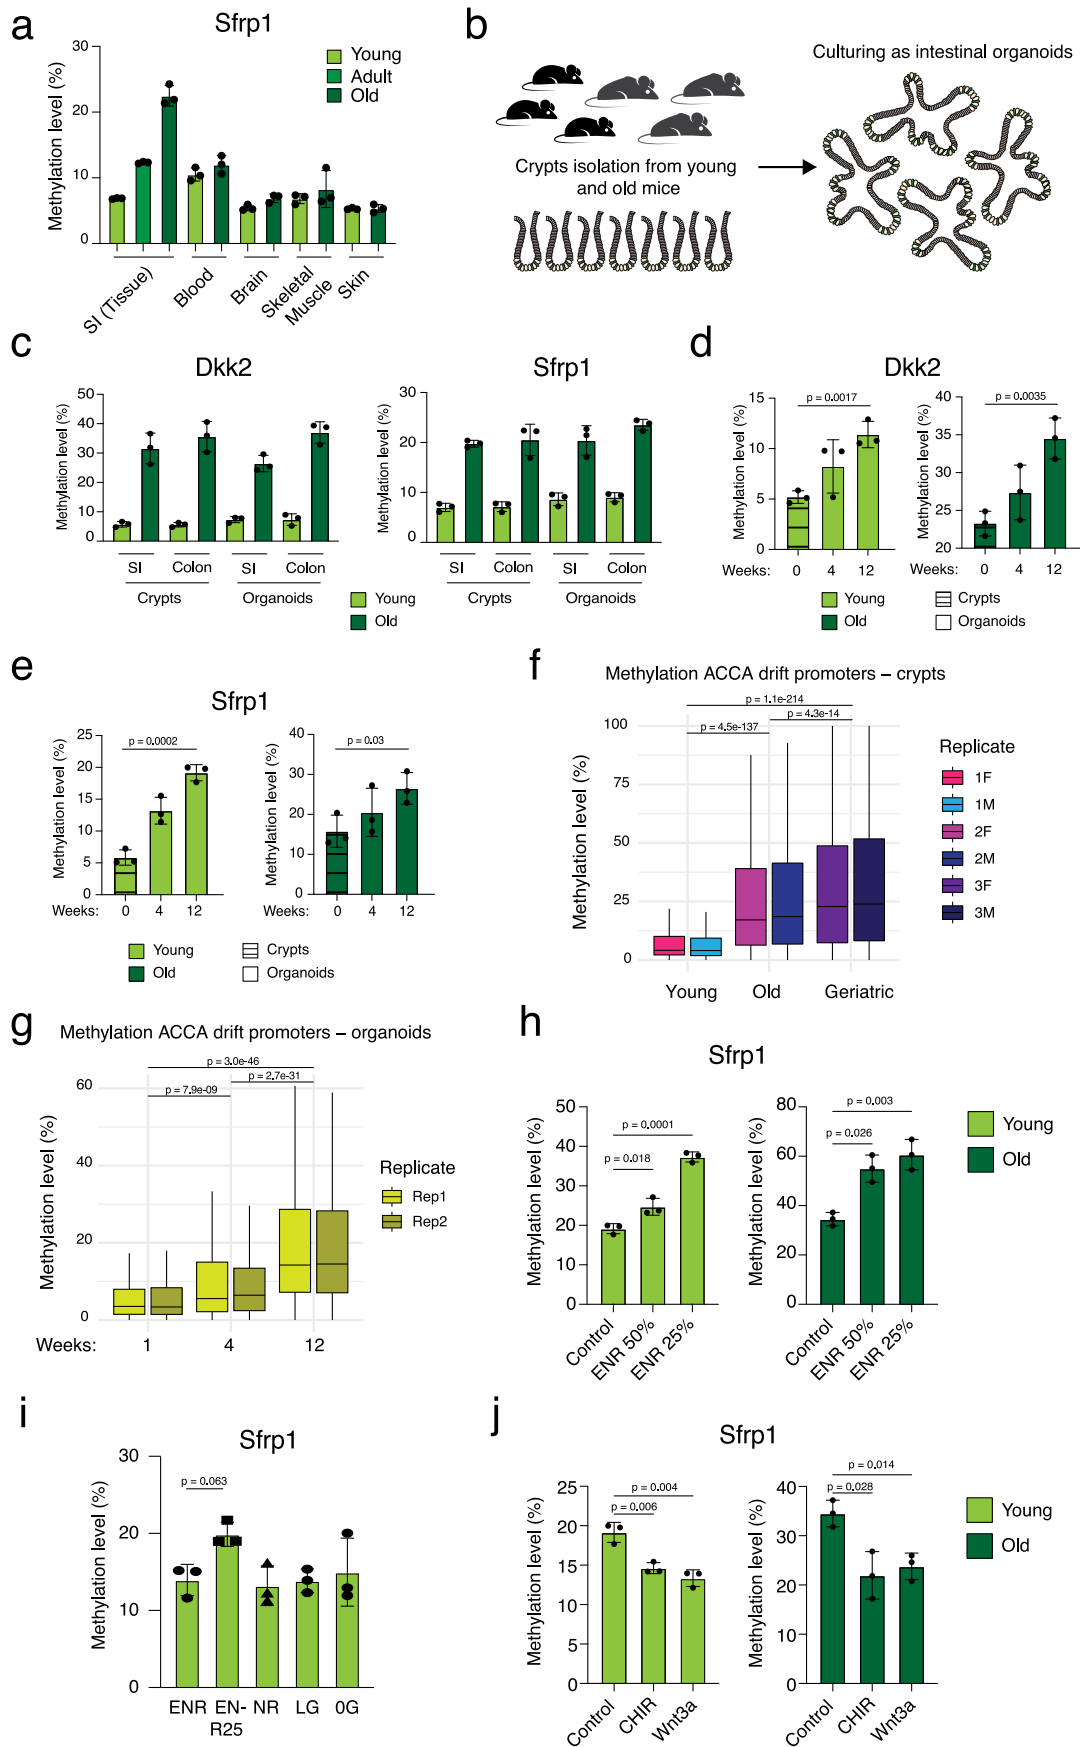 a
Sfrp1
Methylation level (%)
30
20
10
0
Young
Adult
Old
SI (Tissue)
Blood
Brain
Skeletal
Muscle
Skin
b
Culturing as intestinal organoids
Crypts isolation from young
and old mice
c
Dkk2
Methylation level (%)
50
40
30
20
10
0
SI
Colon
SI
Colon
Crypts
Organoids
Sfrp1
Methylation level (%)
30
20
10
0
SI
Colon
SI
Colon
Crypts
Organoids
Young
Old
d
Dkk2
Methylation level (%)
15
10
5
0
p = 0.0017
Weeks:
0
4
12
Methylation level (%)
40
35
30
25
20
p = 0.0035
0
4
12
Young
Old
Crypts
Organoids
e
Sfrp1
Methylation level (%)
25
20
15
10
5
0
p = 0.0002
Weeks:
0
4
12
Methylation level (%)
40
30
20
10
0
p = 0.03
0
4
12
Young
Old
Crypts
Organoids
f
Methylation ACCA drift promoters – crypts
p = 1.1e-214
p = 4.3e-14
p = 4.5e-137
Methylation level (%)
100
75
50
25
0
Young
Old
Geriatric
Replicate
1F
1M
2F
2M
3F
3M
g
Methylation ACCA drift promoters – organoids
p = 3.0e-46
p = 2.7e-31
p = 7.9e-09
Methylation level (%)
60
40
20
0
Weeks:
1
4
12
Replicate
Rep1
Rep2
h
Sfrp1
Methylation level (%)
50
40
30
20
10
0
p = 0.0001
p = 0.018
Control
ENR 50%
ENR 25%
Methylation level (%)
80
60
40
20
0
p = 0.003
p = 0.026
Control
ENR 50%
ENR 25%
Young
Old
i
Sfrp1
Methylation level (%)
30
20
10
0
p = 0.063
ENR
EN-
R25
NR
LG
0G
j
Sfrp1
Methylation level (%)
25
20
15
10
5
0
p = 0.004
p = 0.006
Control
CHIR
Wnt3a
Methylation level (%)
40
30
20
10
0
p = 0.014
p = 0.028
Control
CHIR
Wnt3a
Young
Old